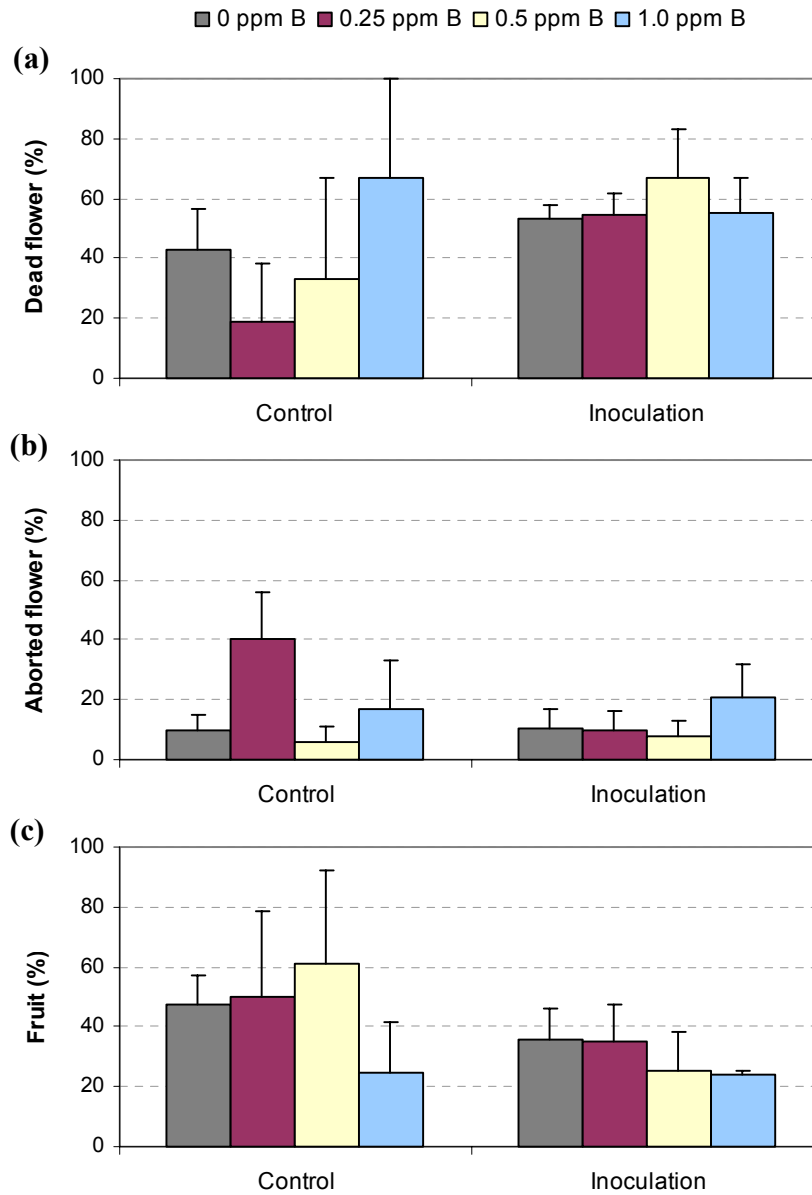 0 ppm B 0.25 ppm B 0.5 ppm B 1.0 ppm B
(a)
Dead flower (%)
100
80
60
40
20
0
Control Inoculation
(b)
Aborted flower (%)
100
80
60
40
20
0
Control Inoculation
(c)
Fruit (%)
100
80
60
40
20
0
Control Inoculation